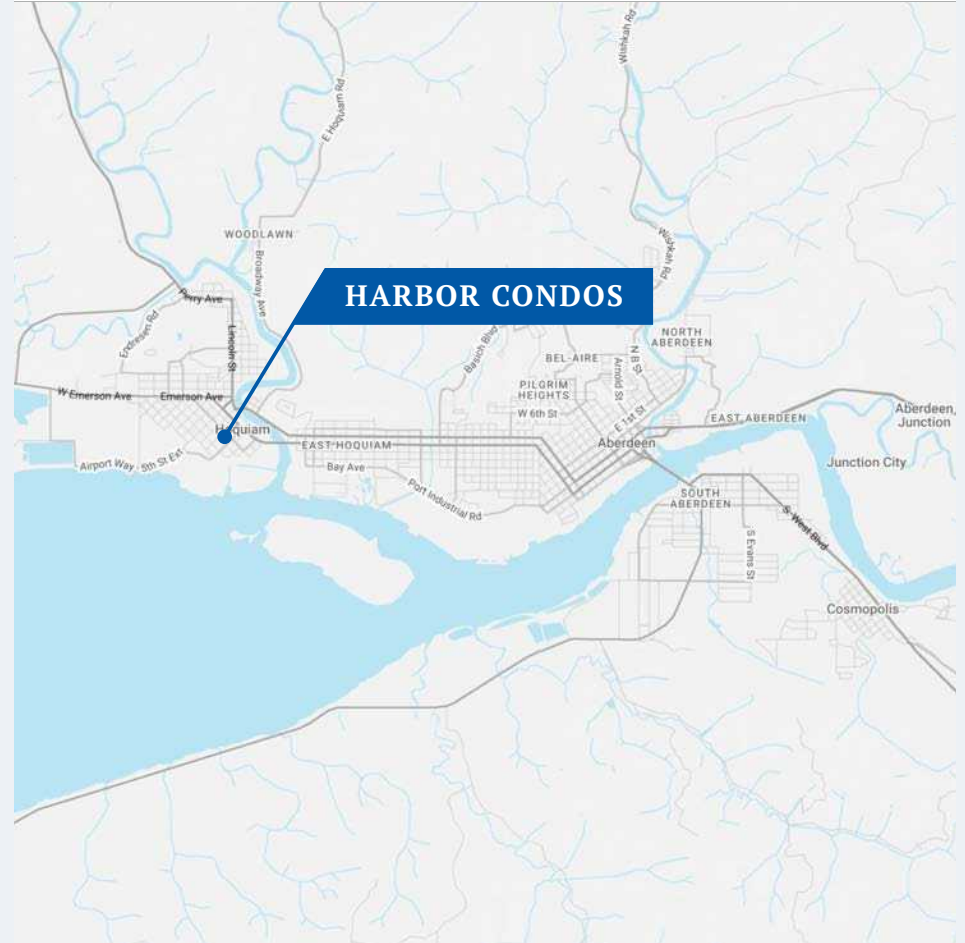 Wishkah Rd
E Hoquiam Rd
WOODLAWN
Broadway Ave
Wishkah Rd
HARBOR CONDOS
Perry Ave
Endresen Rd
Lincoln St
Basich Blvd
NORTH
ABERDEEN
BEL-AIRE
N B St
Arnold St
PILGRIM
HEIGHTS
W Emerson Ave
Emerson Ave
W 6th St
E 1st St
EAST ABERDEEN
Aberdeen,
Junction
Hoquiam
EAST HOQUIAM
Aberdeen
Airport Way - 5th St Ext
Bay Ave
Junction City
Port Industrial Rd
SOUTH
ABERDEEN
S West Blvd
S Evans St
Cosmopolis